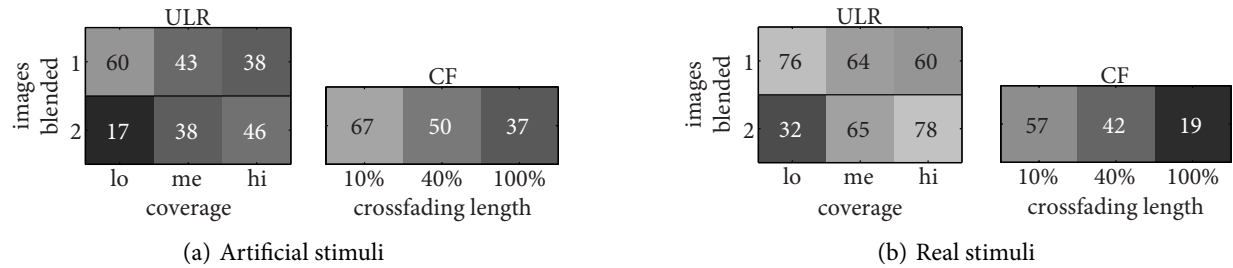 ULR
images blended
1 60 43 38
2 17 38 46
lo me hi
coverage
CF
67 50 37
10% 40% 100%
crossfading length
(a) Artificial stimuli
ULR
images blended
1 76 64 60
2 32 65 78
lo me hi
coverage
CF
57 42 19
10% 40% 100%
crossfading length
(b) Real stimuli